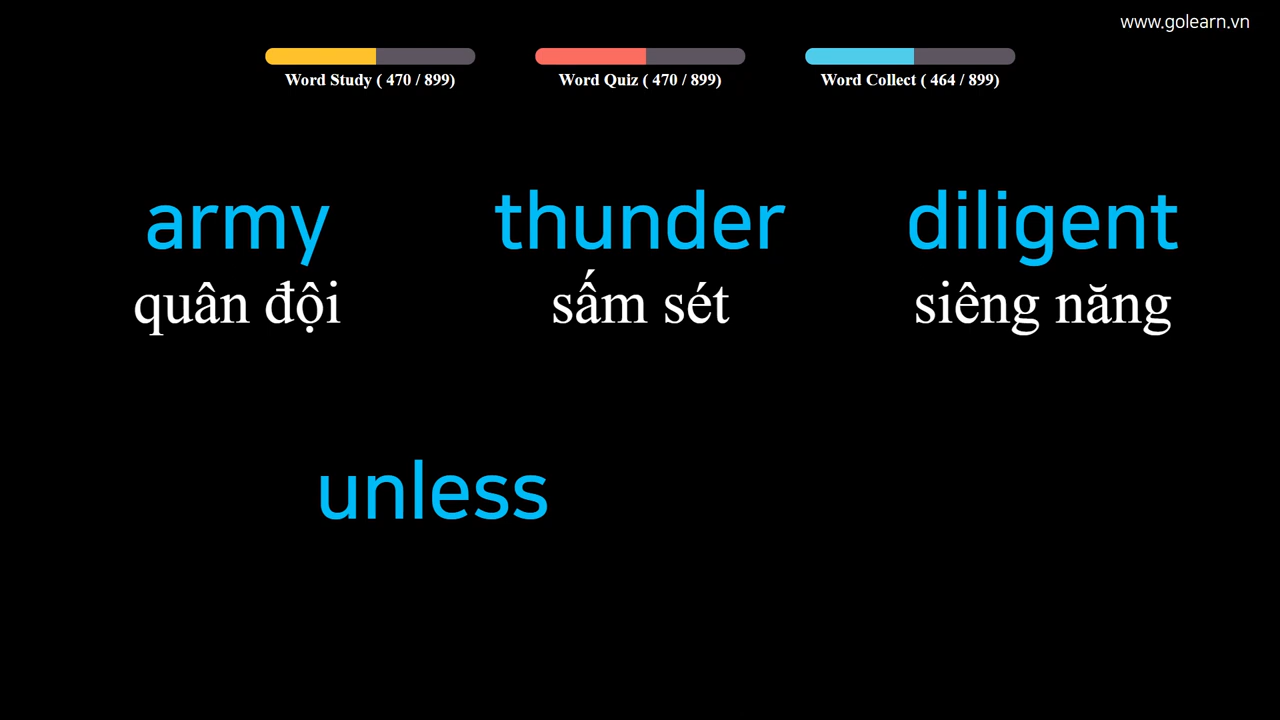 www.golearn.vn
Word Study ( 470 / 899) Word Quiz ( 470 / 899) Word Collect ( 464 / 899)
army thunder diligent
quân đội sấm sét siêng năng
unless